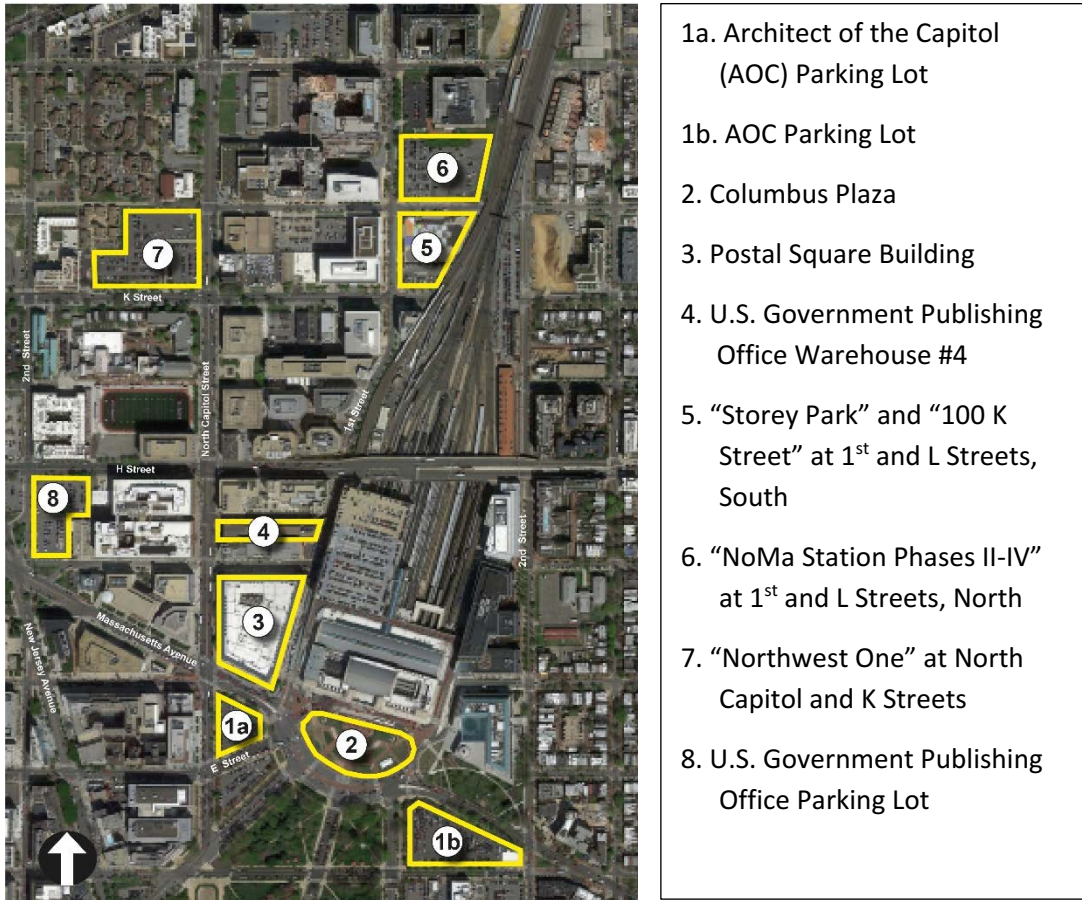 6
5
7
K Street
2nd Street
North Capitol Street
1st Street
H Street
8
4
2nd Street
3
Massachusetts Avenue
New Jersey Avenue
1a
E Street
2
1b
1a. Architect of the Capitol
(AOC) Parking Lot
1b. AOC Parking Lot
2. Columbus Plaza
3. Postal Square Building
4. U.S. Government Publishing
Office Warehouse #4
5. “Storey Park” and “100 K
Street” at 1st and L Streets,
South
6. “NoMa Station Phases II-IV”
at 1st and L Streets, North
7. “Northwest One” at North
Capitol and K Streets
8. U.S. Government Publishing
Office Parking Lot